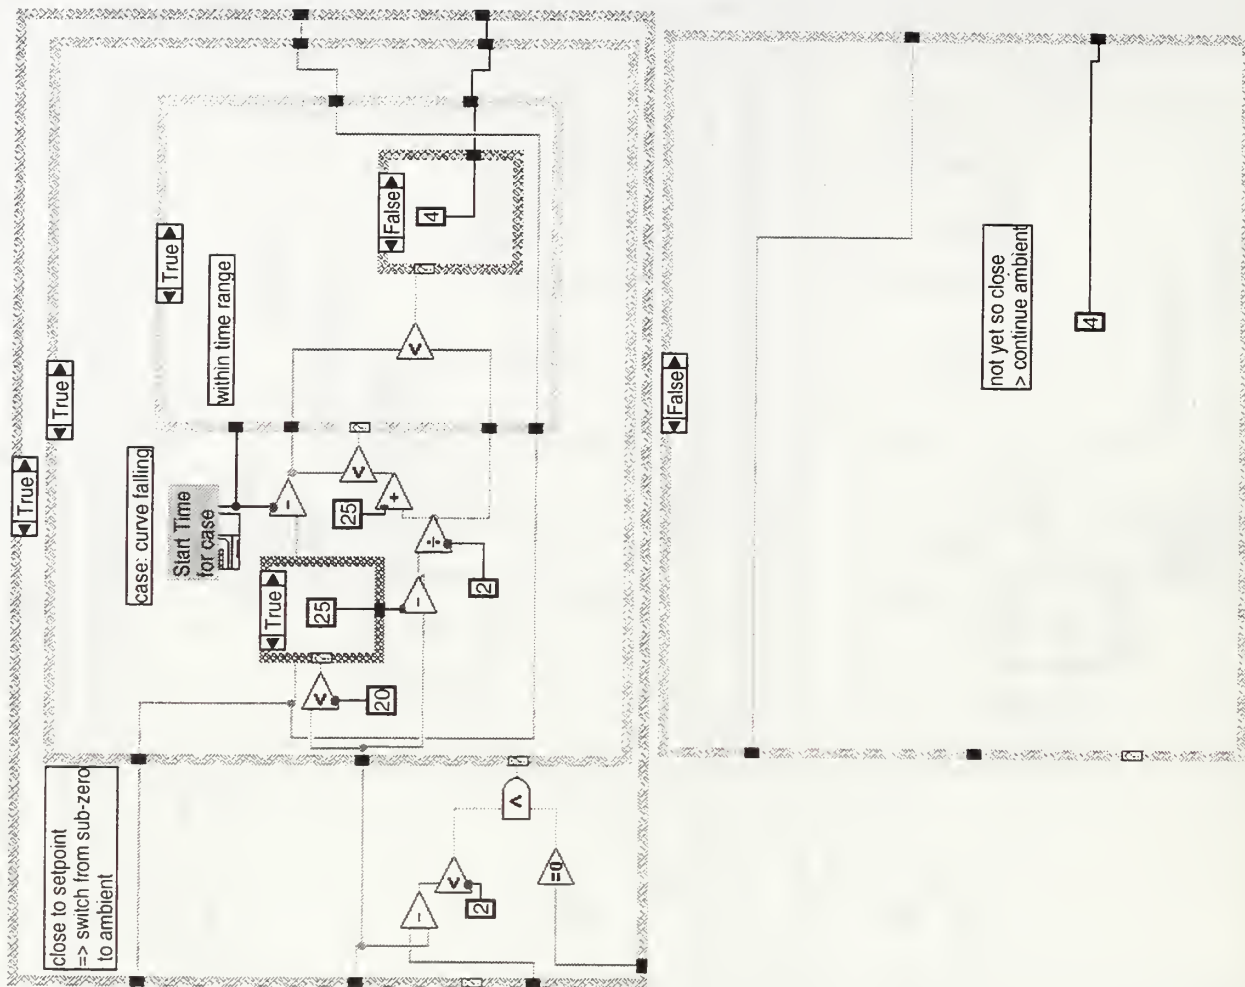 True
close to setpoint
=> switch from sub-zero
to ambient
True
case: curve falling
True
Start Time
for case
within time range
True
25
-
<
20
25
<
+
False
4
<
-
÷
2
-
<
2
∧
=0
False
not yet so close
> continue ambient
4